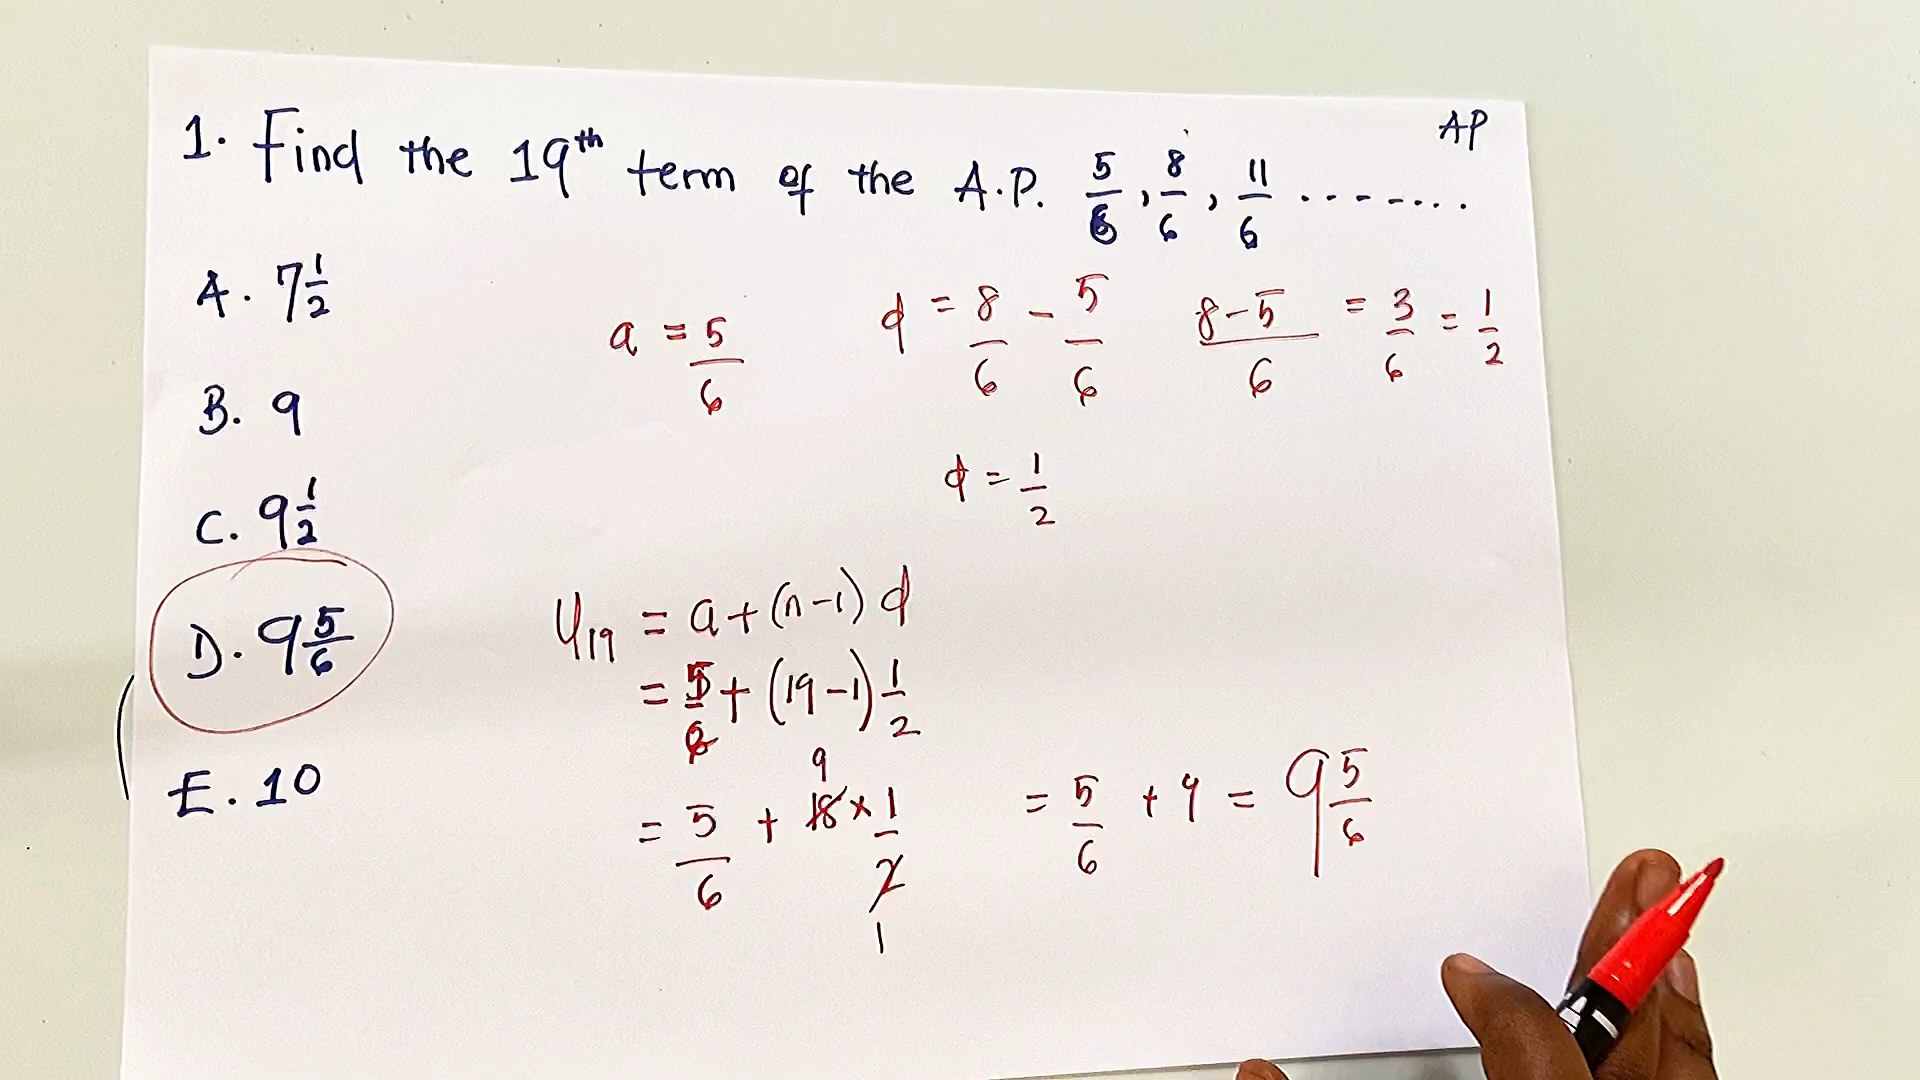 AP
1. Find the 19th term of the A.P. 5/6, 8/6, 11/6 ........
A. 7 1/2
B. 9
C. 9 1/2
D. 9 5/6
E. 10
a = 5/6
d = 8/6 - 5/6 8-5/6 = 3/6 = 1/2
d = 1/2
U19 = a + (n-1) d
= 5/6 + (19-1) 1/2
9
= 5/6 + 18 × 1/2
1
= 5/6 + 9 = 9 5/6